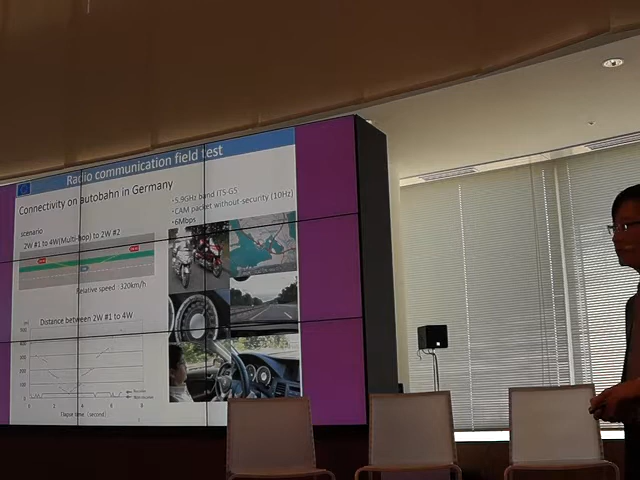 Radio communication field test
Connectivity on autobahn in Germany
-5.9GHz band ITS-G5
-CAM packet without security (10Hz)
-6Mbps
scenario
2W #1 to 4W(Multi-hop) to 2W #2
Relative speed :320km/h
Distance between 2W #1 to 4W
Elapse time (second)